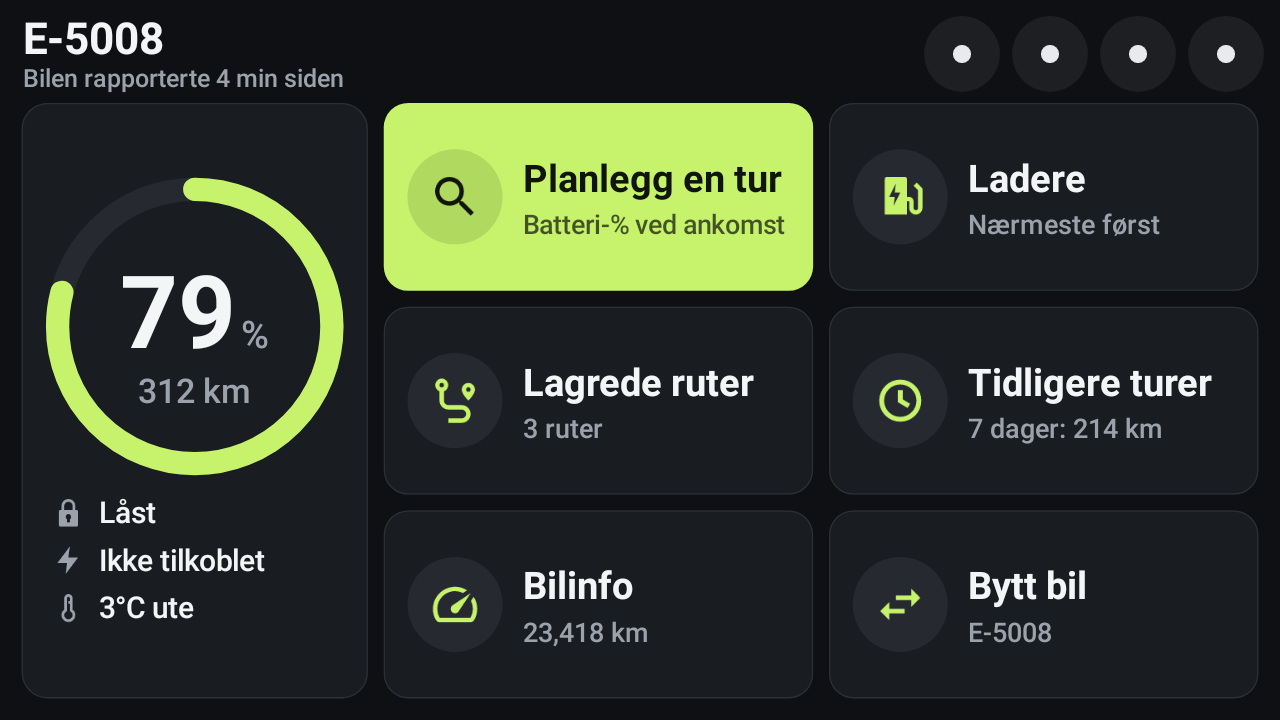 E-5008
Bilen rapporterte 4 min siden
79 %
312 km
Låst
Ikke tilkoblet
3°C ute
Planlegg en tur
Batteri-% ved ankomst
Ladere
Nærmeste først
Lagrede ruter
3 ruter
Tidligere turer
7 dager: 214 km
Bilinfo
23,418 km
Bytt bil
E-5008